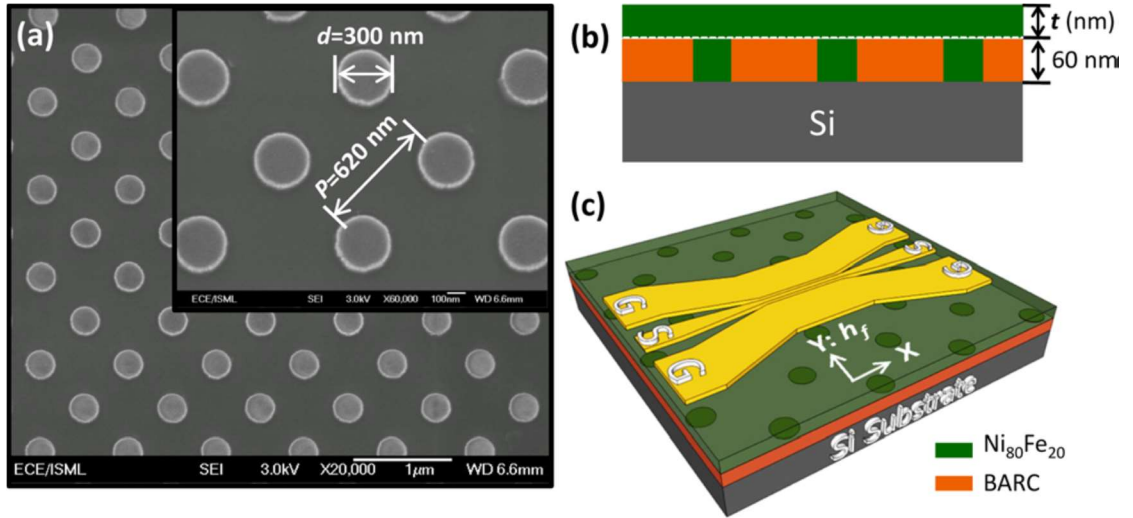 (a)
d=300 nm
P=620 nm
ECE/ISML SEI 3.0kV X60,000 100nm WD 6.6mm
ECE/ISML SEI 3.0kV X20,000 1μm WD 6.6mm
(b)
t (nm)
60 nm
Si
(c)
G
S
G
G
S
G
Y: hf
X
Si Substrate
Ni80Fe20
BARC